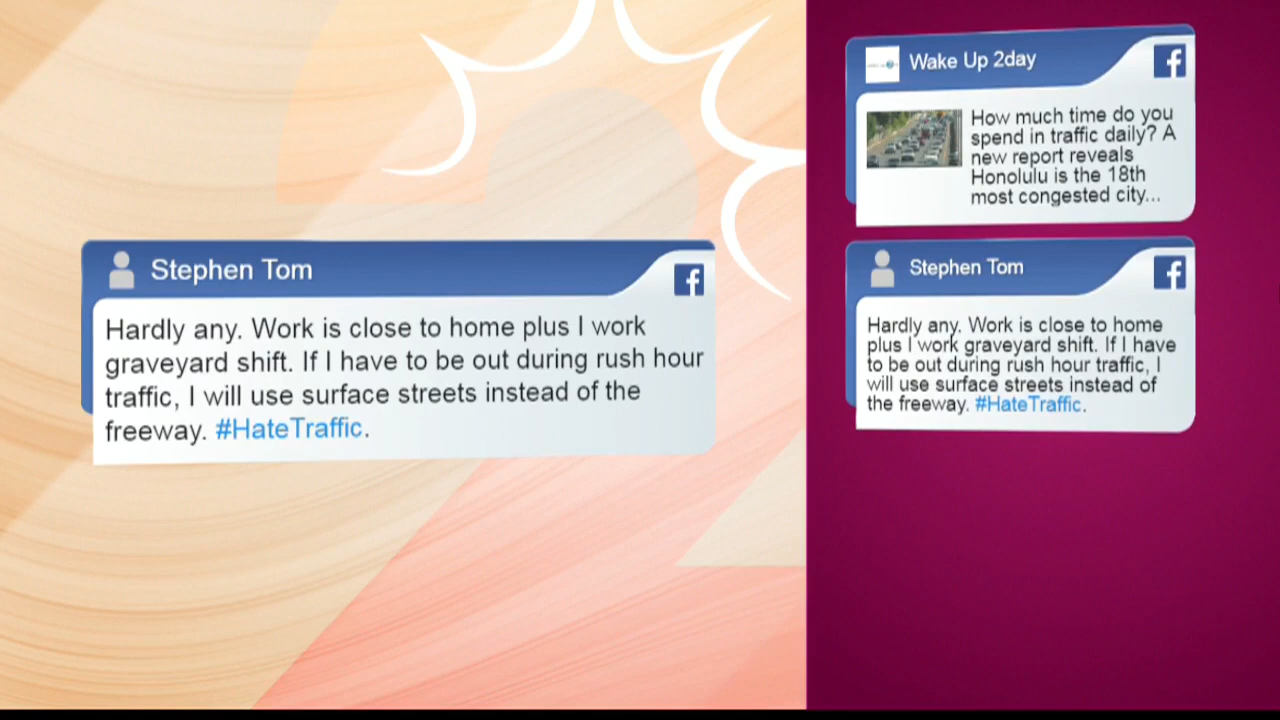 Stephen Tom
Hardly any. Work is close to home plus I work
graveyard shift. If I have to be out during rush hour
traffic, I will use surface streets instead of the
freeway. #HateTraffic.
Wake Up 2day
How much time do you
spend in traffic daily? A
new report reveals
Honolulu is the 18th
most congested city...
Stephen Tom
Hardly any. Work is close to home
plus I work graveyard shift. If I have
to be out during rush hour traffic, I
will use surface streets instead of
the freeway. #HateTraffic.